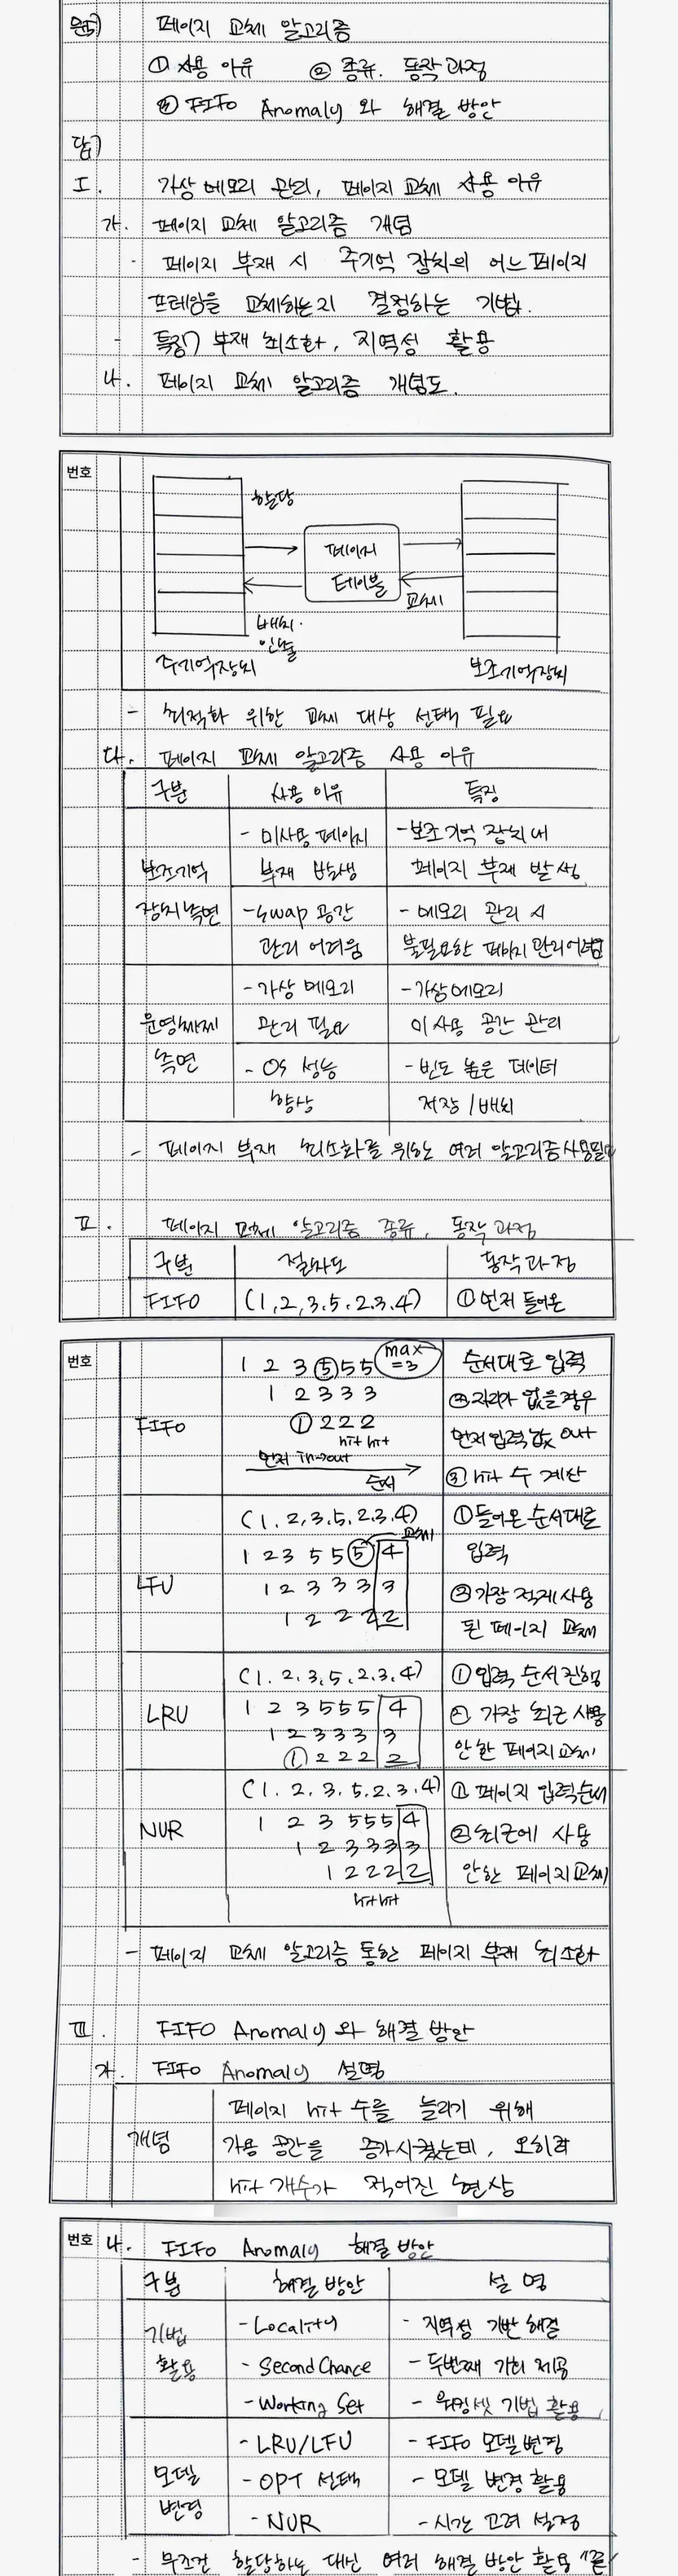 문5) 페이지 교체 알고리즘
① 사용 이유 ② 종류. 동작과정
③ FIFO Anomaly 와 해결 방안
답)
I. 가상 메모리 관리, 페이지 교체 사용 이유
가. 페이지 교체 알고리즘 개념
- 페이지 부재 시 주기억 장치의 어느 페이지
프레임을 교체하는지 결정하는 기법.
- 특징) 부재 최소화, 지역성 활용
나. 페이지 교체 알고리즘 개념도.
번호
할당
페이지
테이블
교체
배치.
인출
주기억장치 보조기억장치
- 최적화 위한 교체 대상 선택 필요
다. 페이지 교체 알고리즘 사용 이유
구분 사용 이유 특징
- 미사용 페이지 - 보조기억 장치 내
보조기억 부재 발생 페이지 부재 발생
장치 측면 - swap 공간 - 메모리 관리 시
관리 어려움 불필요한 페이지 관리어려움
- 가상 메모리 - 가상메모리
운영체제 관리 필요 미사용 공간 관리
측면 - OS 성능 - 빈도 높은 데이터
향상 저장 / 배치
- 페이지 부재 최소화를 위한 여러 알고리즘사용필요
II. 페이지 교체 알고리즘 종류, 동작과정
구분 절차도 동작과정
FIFO (1,2,3.5.2.3.4) ① 먼저 들어온
번호 1 2 3 ⑤ 5 5 max =3 순서대로 입력
1 2 3 3 3 ② 자리가 없을경우
FIFO ① 2 2 2 먼저 입력 값 out
hit hit
먼저 in→out 순서 ③ hit 수 계산
(1.2,3.5.2.3.4) ① 들어온 순서대로
교체
1 2 3 5 5 ⑤ 4 입력
LFU 1 2 3 3 3 3 ② 가장 적게 사용
1 2 2 2 2 된 페이지 교체
(1.2.3,5.2.3,4) ① 입력 순서 진행
LRU 1 2 3 5 5 5 4 ② 가장 최근 사용
1 2 3 3 3 3 안한 페이지교체
① 2 2 2 2
(1.2.3.5.2.3.4) ① 페이지 입력순서
NUR 1 2 3 5 5 5 4 ② 최근에 사용
1 2 3 3 3 3
1 2 2 2 2 안한 페이지교체
hit hit
- 페이지 교체 알고리즘 통한 페이지 부재 최소화
III. FIFO Anomaly 와 해결 방안
가. FIFO Anomaly 설명
페이지 hit 수를 늘리기 위해
개념 가용 공간을 증가시켰는데, 오히려
hit 개수가 적어진 현상
번호 나. FIFO Anomaly 해결 방안
구분 해결 방안 설명
기법 - Locality - 지역성 기반 해결
활용 - Second Chance - 두번째 기회 제공
- Working Set - 워킹셋 기법 활용
- LRU/LFU - FIFO 모델변경
모델 - OPT 선택 - 모델 변경 활용
변경 - NUR - 시간 고려 설정
- 무조건 할당하는 대신 여러 해결 방안 활용 "끝"